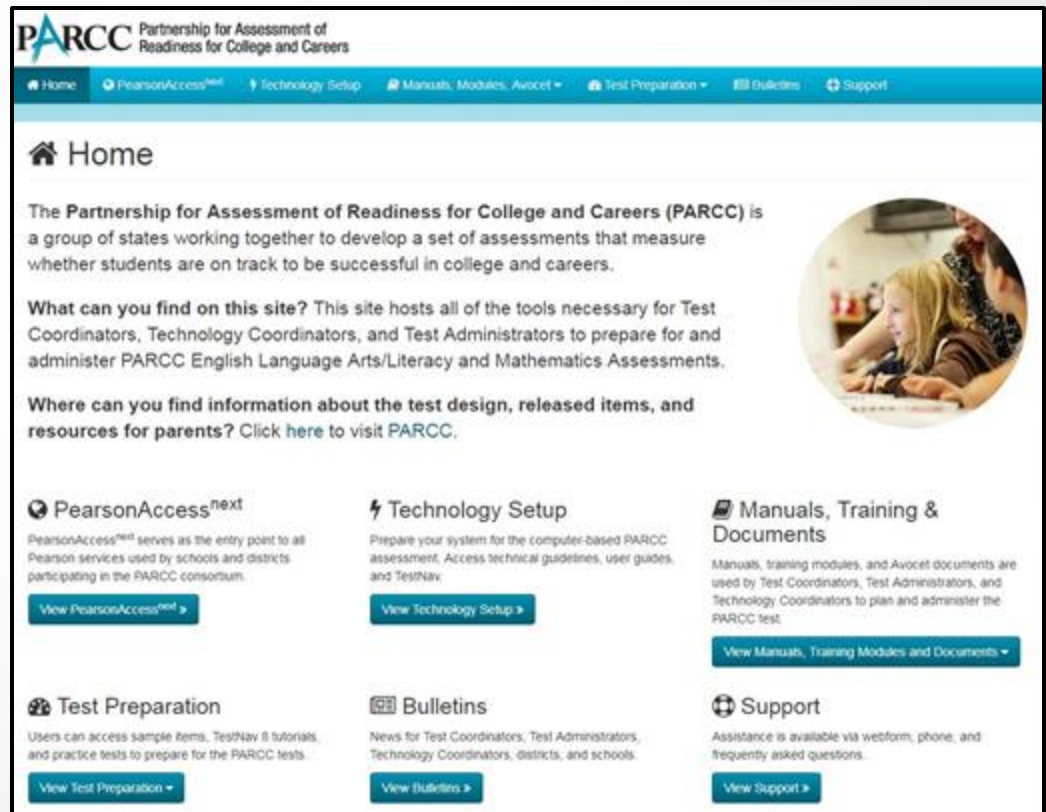 PARCC Partnership for Assessment of
Readiness for College and Careers
Home PearsonAccessnext Technology Setup Manuals, Modules, Avocet Test Preparation Bulletins Support
Home
The Partnership for Assessment of Readiness for College and Careers (PARCC) is
a group of states working together to develop a set of assessments that measure
whether students are on track to be successful in college and careers.
What can you find on this site? This site hosts all of the tools necessary for Test
Coordinators, Technology Coordinators, and Test Administrators to prepare for and
administer PARCC English Language Arts/Literacy and Mathematics Assessments.
Where can you find information about the test design, released items, and
resources for parents? Click here to visit PARCC.
PearsonAccessnext
PearsonAccessnext serves as the entry point to all
Pearson services used by schools and districts
participating in the PARCC consortium.
View PearsonAccessnext »
Technology Setup
Prepare your system for the computer-based PARCC
assessment. Access technical guidelines, user guides,
and TestNav.
View Technology Setup »
Manuals, Training &
Documents
Manuals, training modules, and Avocet documents are
used by Test Coordinators, Test Administrators, and
Technology Coordinators to plan and administer the
PARCC test.
View Manuals, Training Modules and Documents
Test Preparation
Users can access sample items, TestNav 8 tutorials,
and practice tests to prepare for the PARCC tests.
View Test Preparation
Bulletins
News for Test Coordinators, Test Administrators,
Technology Coordinators, districts, and schools.
View Bulletins »
Support
Assistance is available via webform, phone, and
frequently asked questions.
View Support »